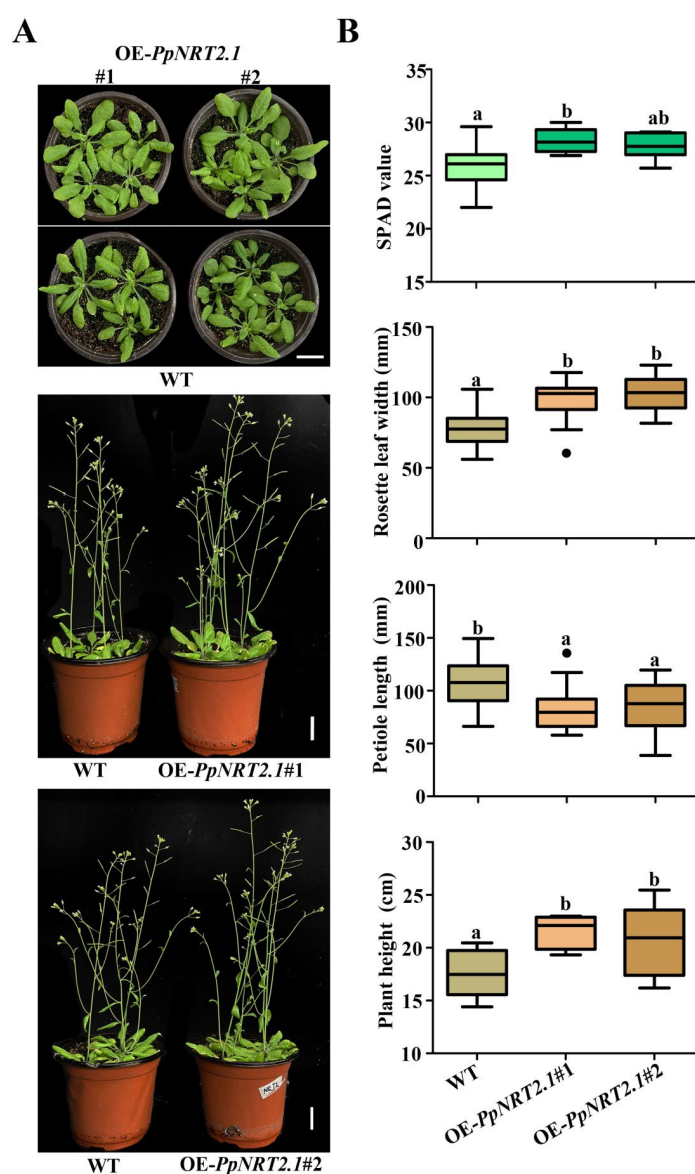 A
OE-PpNRT2.1
#1 #2
WT
WT OE-PpNRT2.1#1
NRT2
WT OE-PpNRT2.1#2
B
SPAD value
35
30
25
20
15
a b ab
Rosette leaf width (mm)
150
100
50
0
a b b
Petiole length (mm)
200
150
100
50
0
b a a
Plant height (cm)
25
20
15
10
a b b
WT OE-PpNRT2.1#1 OE-PpNRT2.1#2